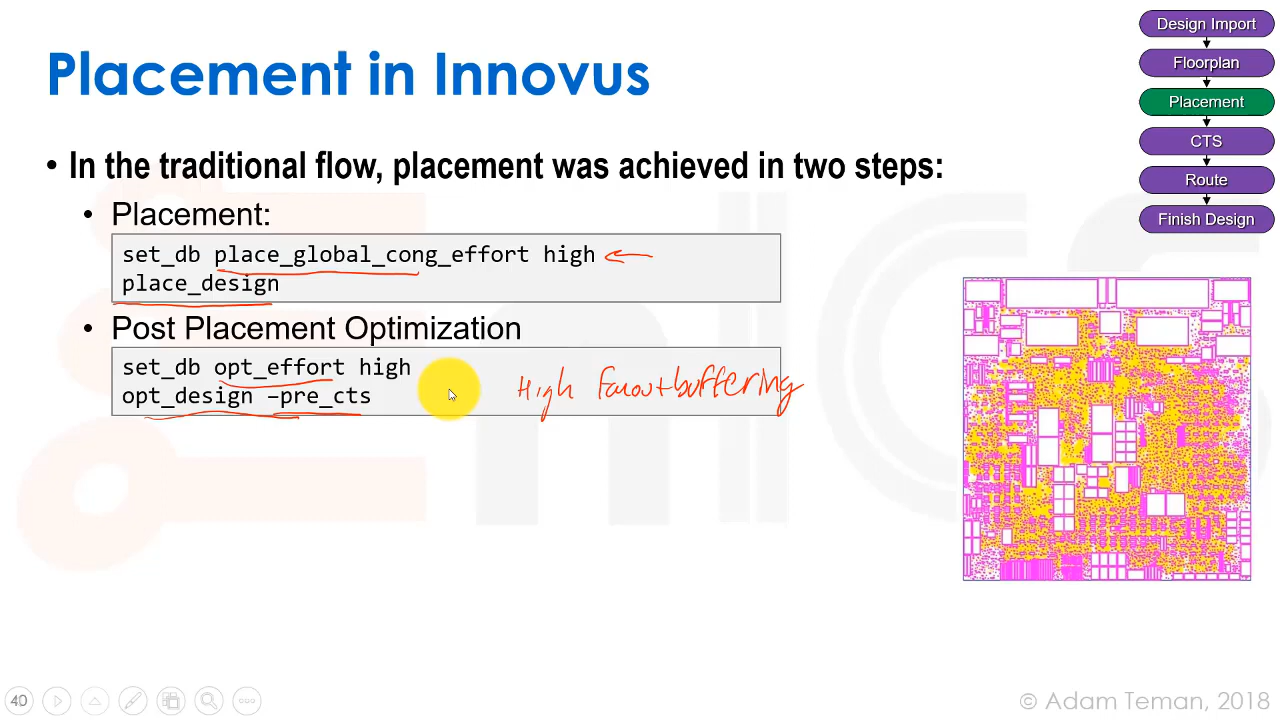 Placement in Innovus
• In the traditional flow, placement was achieved in two steps:
• Placement:
set_db place_global_cong_effort high
place_design
• Post Placement Optimization
set_db opt_effort high
opt_design –pre_cts
High Fanout buffering
Design Import
Floorplan
Placement
CTS
Route
Finish Design
40
© Adam Teman, 2018